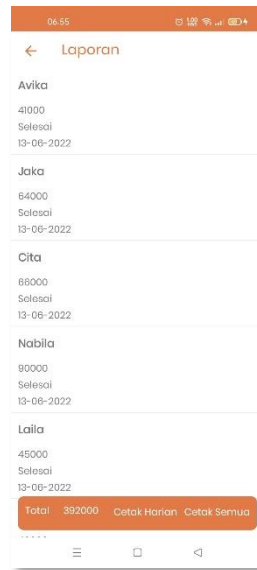 06.55
Laporan
Avika
41000
Selesai
13-06-2022
Jaka
64000
Selesai
13-06-2022
Cita
66000
Selesai
13-06-2022
Nabila
90000
Selesai
13-06-2022
Laila
45000
Selesai
13-06-2022
Total 392000 Cetak Harian Cetak Semua